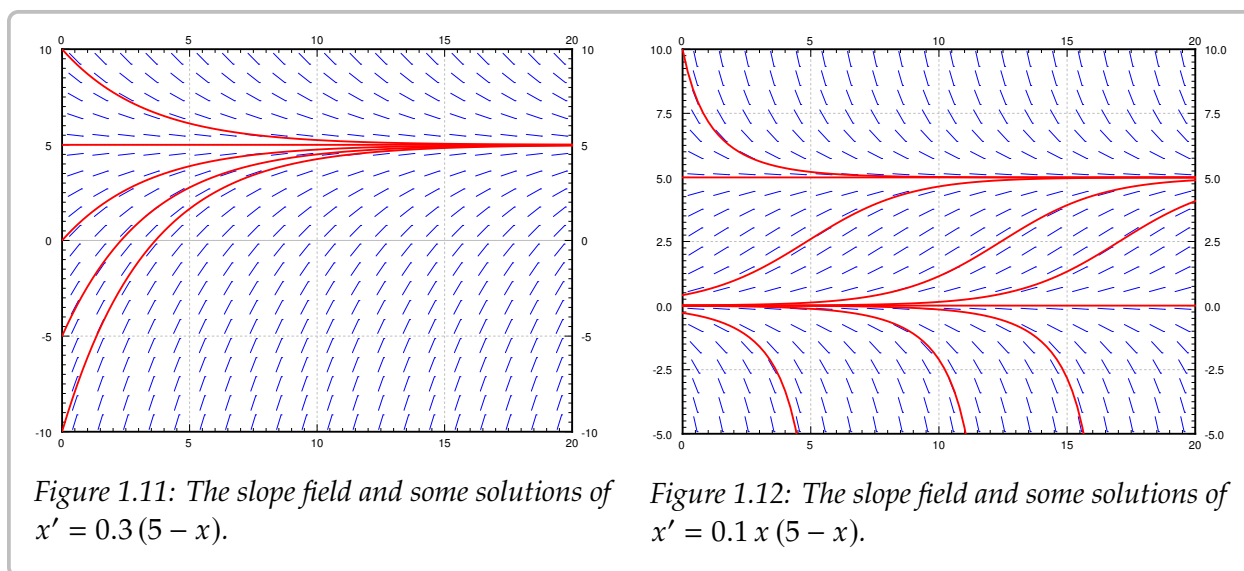 0 5 10 15 20
10 10
5 5
0 0
-5 -5
-10 -10
0 5 10 15 20
Figure 1.11: The slope field and some solutions of
x′ = 0.3 (5 − x).
0 5 10 15 20
10.0 10.0
7.5 7.5
5.0 5.0
2.5 2.5
0.0 0.0
-2.5 -2.5
-5.0 -5.0
0 5 10 15 20
Figure 1.12: The slope field and some solutions of
x′ = 0.1 x (5 − x).